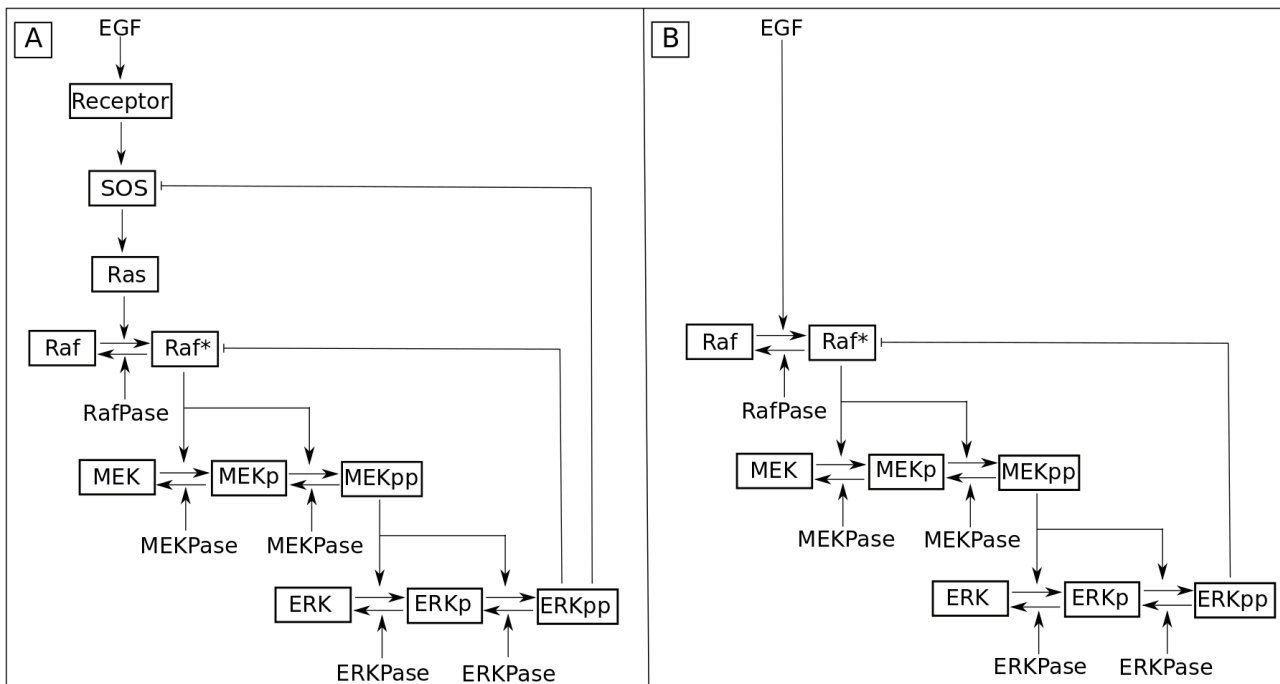 A
EGF
Receptor
SOS
Ras
Raf
Raf*
RafPase
MEK
MEKp
MEKpp
MEKPase
MEKPase
ERK
ERKp
ERKpp
ERKPase
ERKPase
B
EGF
Raf
Raf*
RafPase
MEK
MEKp
MEKpp
MEKPase
MEKPase
ERK
ERKp
ERKpp
ERKPase
ERKPase